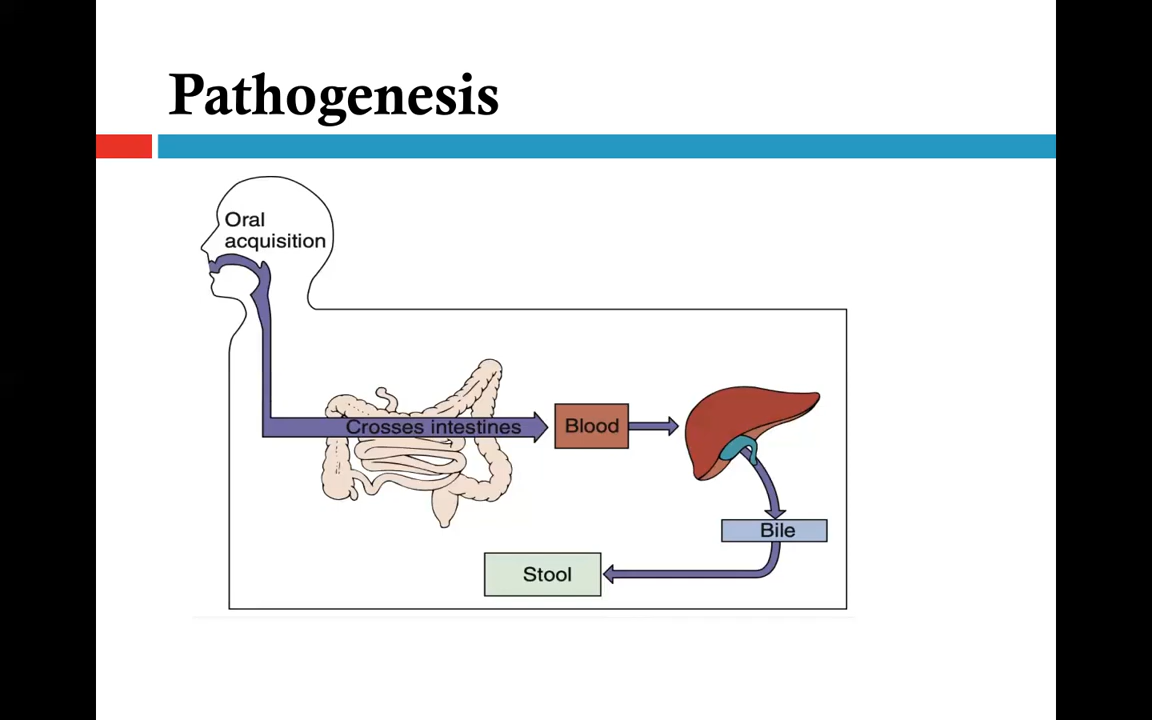 Pathogenesis
Oral
acquisition
Crosses intestines
Blood
Bile
Stool